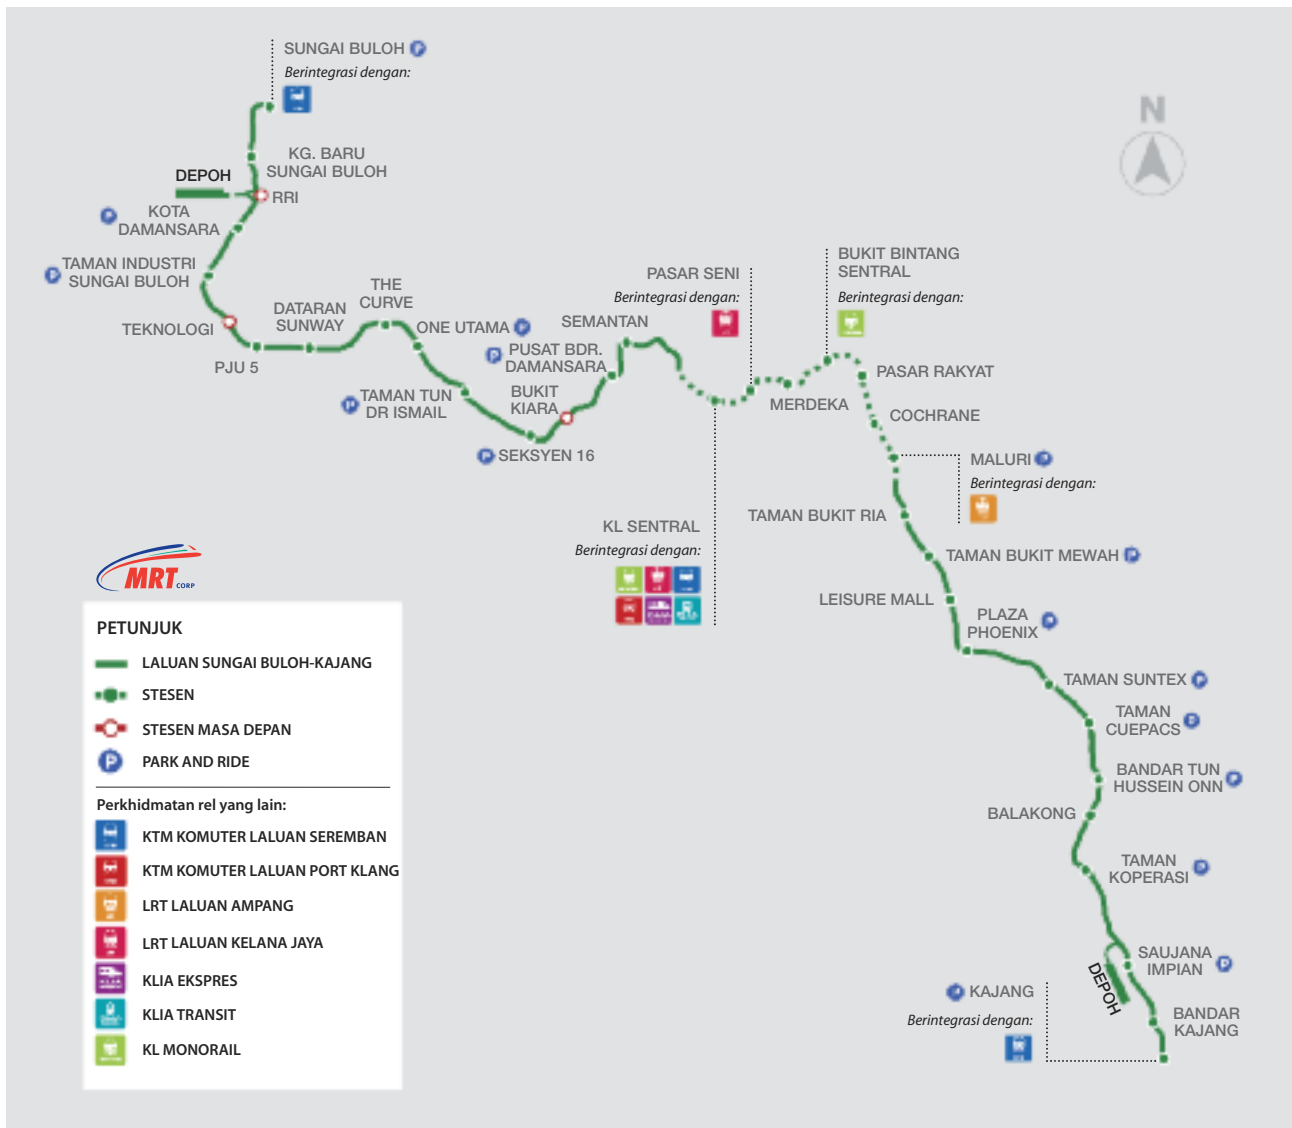 SUNGAI BULOH P
Berintegrasi dengan:
N
KG. BARU
SUNGAI BULOH
DEPOH
RRI
P KOTA
DAMANSARA
P TAMAN INDUSTRI
SUNGAI BULOH
TEKNOLOGI
PJU 5
DATARAN
SUNWAY
THE
CURVE
ONE UTAMA P
P TAMAN TUN
DR ISMAIL
P SEKSYEN 16
BUKIT
KIARA
P PUSAT BDR.
DAMANSARA
SEMANTAN
PASAR SENI
Berintegrasi dengan:
BUKIT BINTANG
SENTRAL
Berintegrasi dengan:
MERDEKA
PASAR RAKYAT
COCHRANE
MALURI P
Berintegrasi dengan:
KL SENTRAL
Berintegrasi dengan:
TAMAN BUKIT RIA
TAMAN BUKIT MEWAH P
LEISURE MALL
PLAZA
PHOENIX P
TAMAN SUNTEX P
TAMAN
CUEPACS P
BANDAR TUN
HUSSEIN ONN P
BALAKONG
TAMAN
KOPERASI P
SAUJANA
IMPIAN P
DEPOH
BANDAR
KAJANG
P KAJANG
Berintegrasi dengan:
MRT CORP
PETUNJUK
LALUAN SUNGAI BULOH-KAJANG
STESEN
STESEN MASA DEPAN
P PARK AND RIDE
Perkhidmatan rel yang lain:
KTM KOMUTER LALUAN SEREMBAN
KTM KOMUTER LALUAN PORT KLANG
LRT LALUAN AMPANG
LRT LALUAN KELANA JAYA
KLIA EKSPRES
KLIA TRANSIT
KL MONORAIL